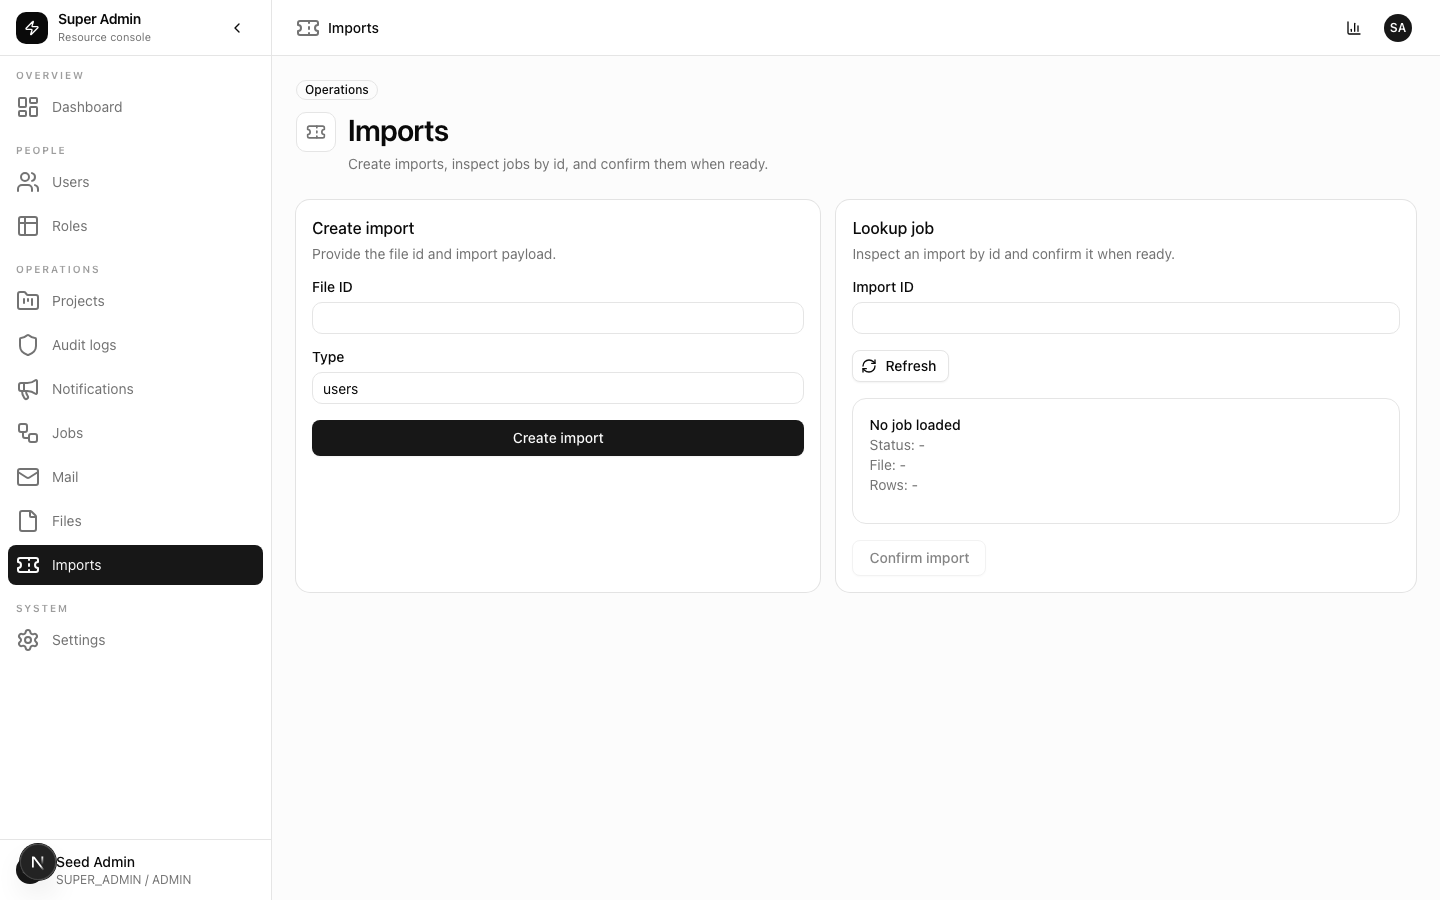 Super Admin
Resource console
OVERVIEW
Dashboard
PEOPLE
Users
Roles
OPERATIONS
Projects
Audit logs
Notifications
Jobs
Mail
Files
Imports
SYSTEM
Settings
N
Seed Admin
SUPER_ADMIN / ADMIN
Imports
SA
Operations
Imports
Create imports, inspect jobs by id, and confirm them when ready.
Create import
Provide the file id and import payload.
File ID
Type
users
Create import
Lookup job
Inspect an import by id and confirm it when ready.
Import ID
Refresh
No job loaded
Status: -
File: -
Rows: -
Confirm import